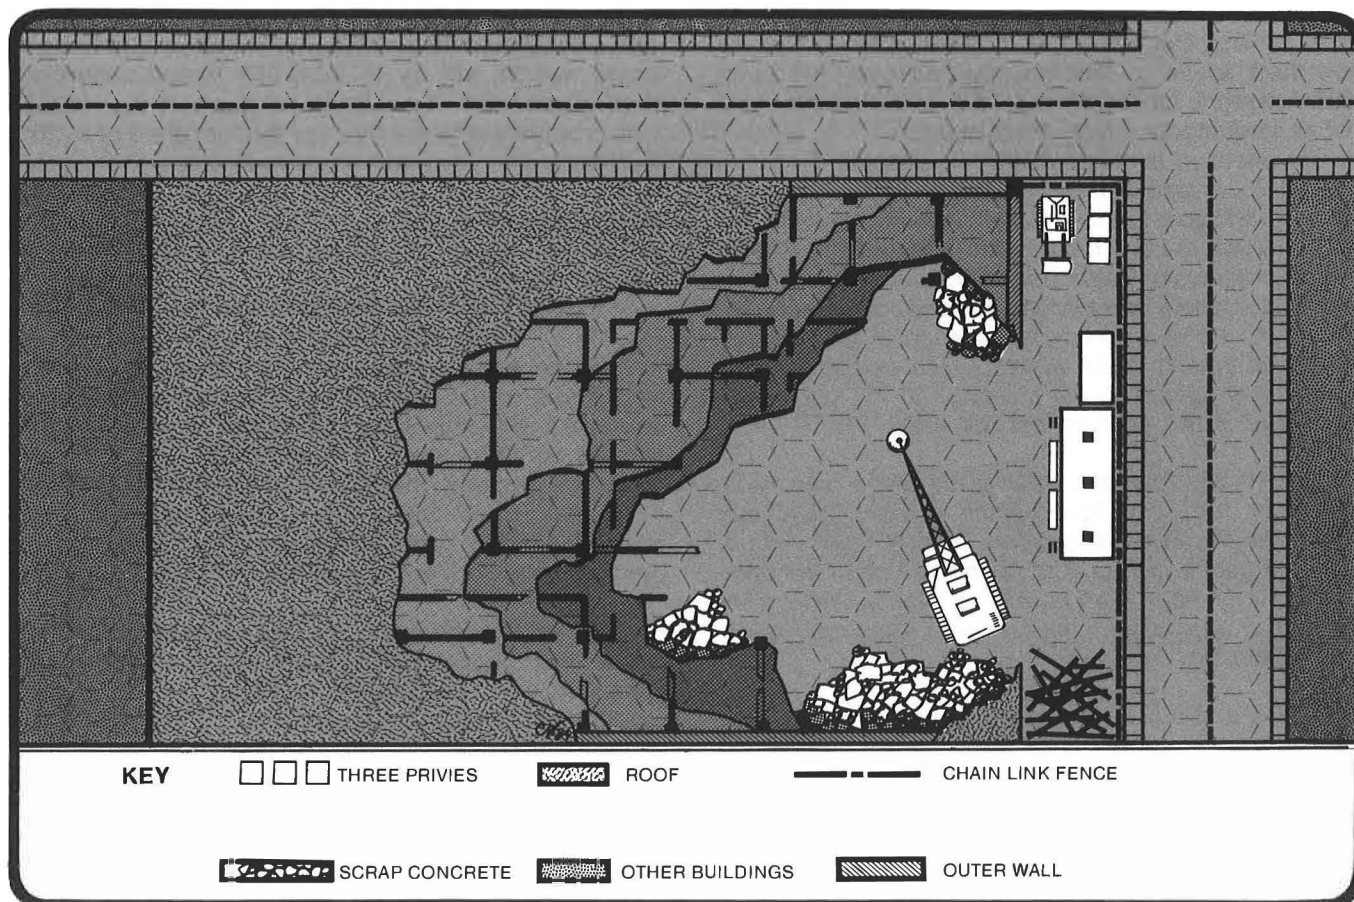 KEY
THREE PRIVIES
ROOF
CHAIN LINK FENCE
SCRAP CONCRETE
OTHER BUILDINGS
OUTER WALL